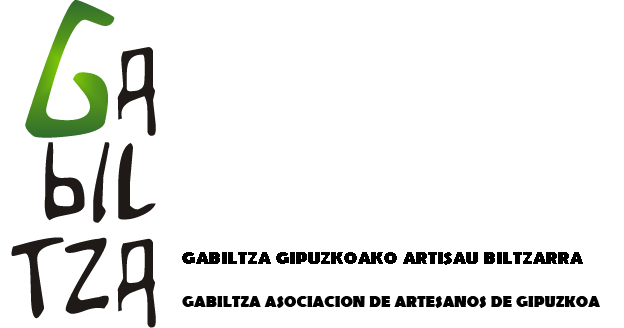 Ga
bil
tza
GABILTZA GIPUZKOAKO ARTISAU BILTZARRA
GABILTZA ASOCIACION DE ARTESANOS DE GIPUZKOA